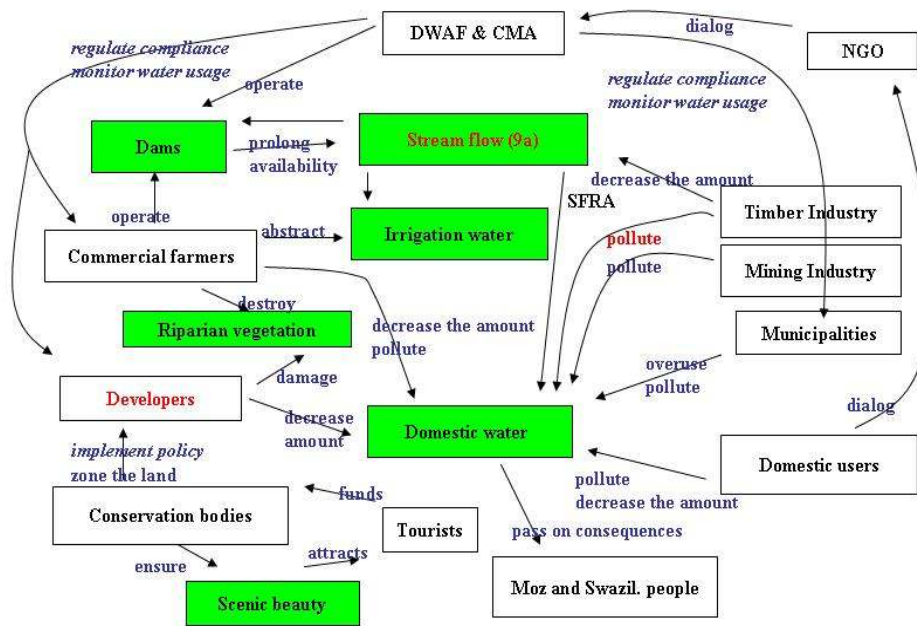 DWAF & CMA
dialog
NGO
regulate compliance
monitor water usage
operate
regulate compliance
monitor water usage
Dams
prolong
availability
Stream flow (9a)
decrease the amount
SFRA
Timber Industry
operate
abstract
Irrigation water
pollute
Commercial farmers
pollute
Mining Industry
destroy
Riparian vegetation
decrease the amount
pollute
Municipalities
overuse
pollute
damage
Developers
decrease
amount
Domestic water
dialog
implement policy
zone the land
Domestic users
pollute
decrease the amount
funds
Conservation bodies
Tourists
pass on consequences
ensure
attracts
Scenic beauty
Moz and Swazil. people